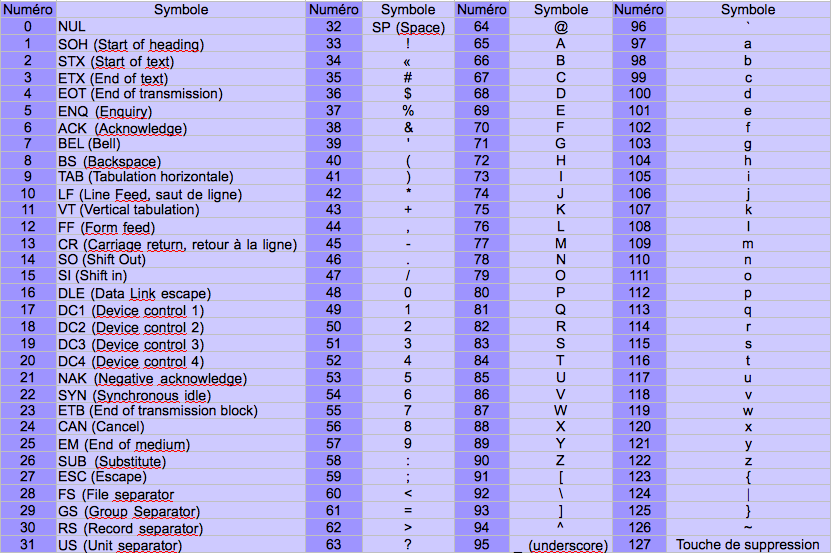 Numéro Symbole Numéro Symbole Numéro Symbole Numéro Symbole
0 NUL 32 SP (Space) 64 @ 96 `
1 SOH (Start of heading) 33 ! 65 A 97 a
2 STX (Start of text) 34 « 66 B 98 b
3 ETX (End of text) 35 # 67 C 99 c
4 EOT (End of transmission) 36 $ 68 D 100 d
5 ENQ (Enquiry) 37 % 69 E 101 e
6 ACK (Acknowledge) 38 & 70 F 102 f
7 BEL (Bell) 39 ' 71 G 103 g
8 BS (Backspace) 40 ( 72 H 104 h
9 TAB (Tabulation horizontale) 41 ) 73 I 105 i
10 LF (Line Feed, saut de ligne) 42 * 74 J 106 j
11 VT (Vertical tabulation) 43 + 75 K 107 k
12 FF (Form feed) 44 , 76 L 108 l
13 CR (Carriage return, retour à la ligne) 45 - 77 M 109 m
14 SO (Shift Out) 46 . 78 N 110 n
15 SI (Shift in) 47 / 79 O 111 o
16 DLE (Data Link escape) 48 0 80 P 112 p
17 DC1 (Device control 1) 49 1 81 Q 113 q
18 DC2 (Device control 2) 50 2 82 R 114 r
19 DC3 (Device control 3) 51 3 83 S 115 s
20 DC4 (Device control 4) 52 4 84 T 116 t
21 NAK (Negative acknowledge) 53 5 85 U 117 u
22 SYN (Synchronous idle) 54 6 86 V 118 v
23 ETB (End of transmission block) 55 7 87 W 119 w
24 CAN (Cancel) 56 8 88 X 120 x
25 EM (End of medium) 57 9 89 Y 121 y
26 SUB (Substitute) 58 : 90 Z 122 z
27 ESC (Escape) 59 ; 91 [ 123 {
28 FS (File separator 60 < 92 \ 124 |
29 GS (Group Separator) 61 = 93 ] 125 }
30 RS (Record separator) 62 > 94 ^ 126 ~
31 US (Unit separator) 63 ? 95 _ (underscore) 127 Touche de suppression